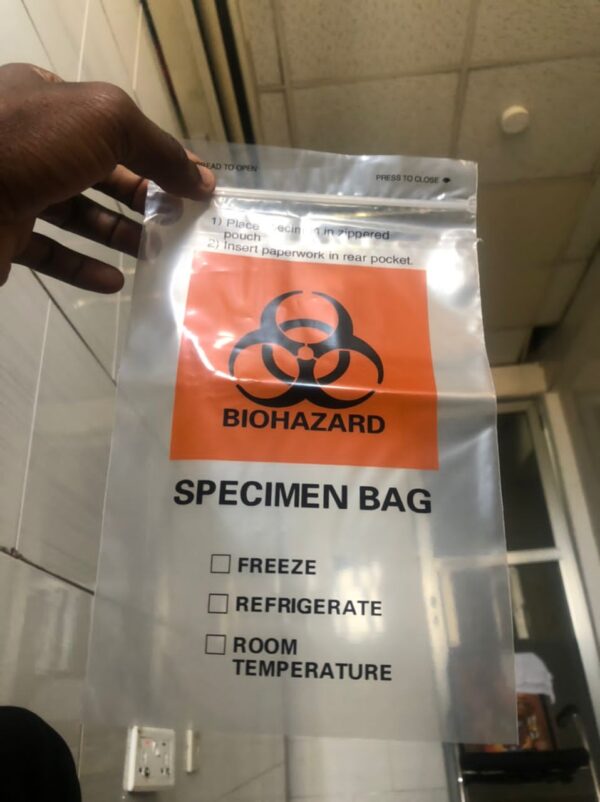 EAD TO OPEN
PRESS TO CLOSE
1) Place in zippered
pouch
2) Insert paperwork in rear pocket.
BIOHAZARD
SPECIMEN BAG
FREEZE
REFRIGERATE
ROOM
TEMPERATURE